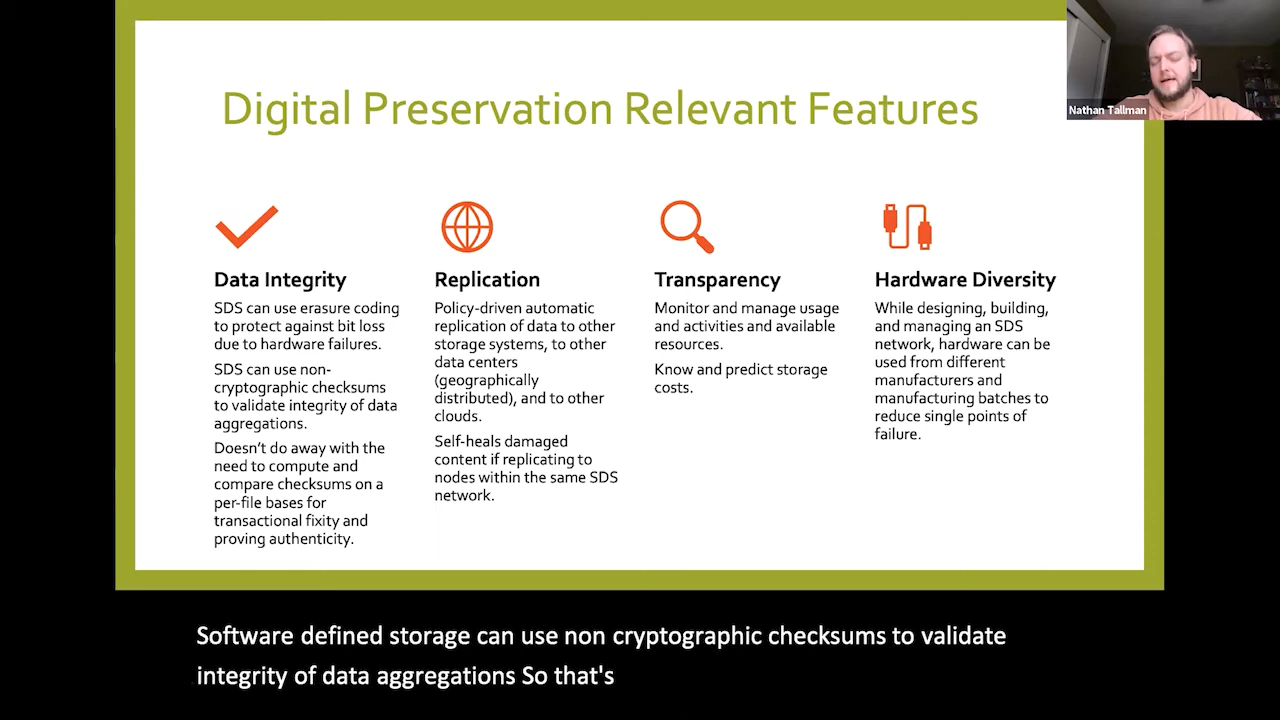 Digital Preservation Relevant Features
Nathan Tallman
Data Integrity
SDS can use erasure coding
to protect against bit loss
due to hardware failures.
SDS can use non-
cryptographic checksums
to validate integrity of data
aggregations.
Doesn’t do away with the
need to compute and
compare checksums on a
per-file bases for
transactional fixity and
proving authenticity.
Replication
Policy-driven automatic
replication of data to other
storage systems, to other
data centers
(geographically
distributed), and to other
clouds.
Self-heals damaged
content if replicating to
nodes within the same SDS
network.
Transparency
Monitor and manage usage
and activities and available
resources.
Know and predict storage
costs.
Hardware Diversity
While designing, building,
and managing an SDS
network, hardware can be
used from different
manufacturers and
manufacturing batches to
reduce single points of
failure.
Software defined storage can use non cryptographic checksums to validate
integrity of data aggregations So that's